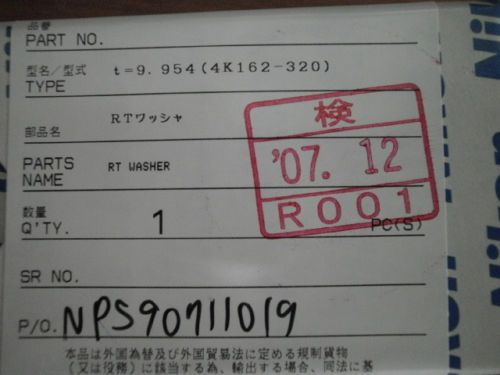 品番
PART NO.
型名/型式 t=9.954(4K162-320)
TYPE
部品名 RTワッシャ
PARTS NAME RT WASHER
数量
Q'TY. 1 PC(S)
検
'07. 12
R001
SR NO.
P/O. NPS90711019
本品は外国為替及び外国貿易法に定める規制貨物
(又は役務)に該当する為、輸出する場合、同法に基
Nikon